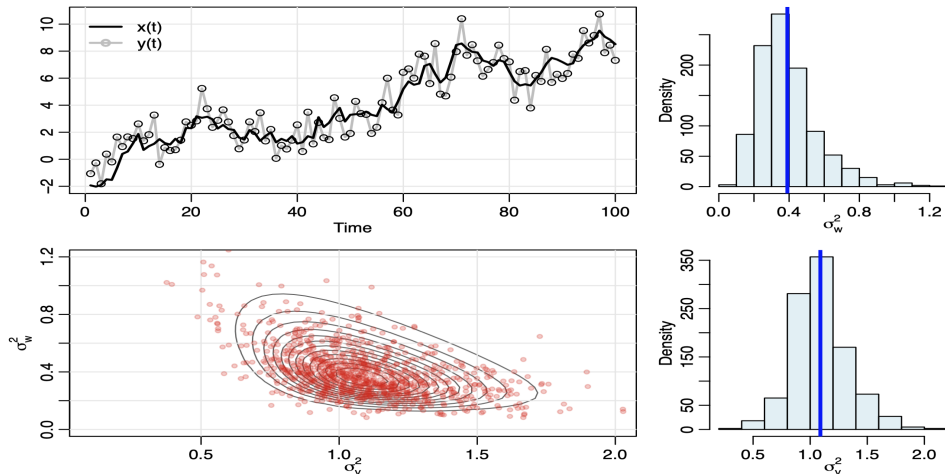 x(t)
y(t)
-2 0 2 4 6 8 10
0 20 40 60 80 100
Time
Density
0 50 100 200
0.0 0.4 0.8 1.2
σ²w
σ²w
0.0 0.4 0.8 1.2
0.5 1.0 1.5 2.0
σ²v
Density
0 50 150 250 350
0.5 1.0 1.5 2.0
σ²v